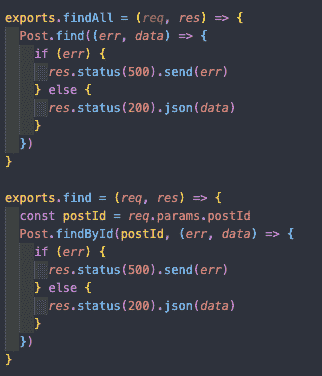 exports.findAll = (req, res) => {
  Post.find((err, data) => {
    if (err) {
      res.status(500).send(err)
    } else {
      res.status(200).json(data)
    }
  })
}

exports.find = (req, res) => {
  const postId = req.params.postId
  Post.findById(postId, (err, data) => {
    if (err) {
      res.status(500).send(err)
    } else {
      res.status(200).json(data)
    }
  })
}